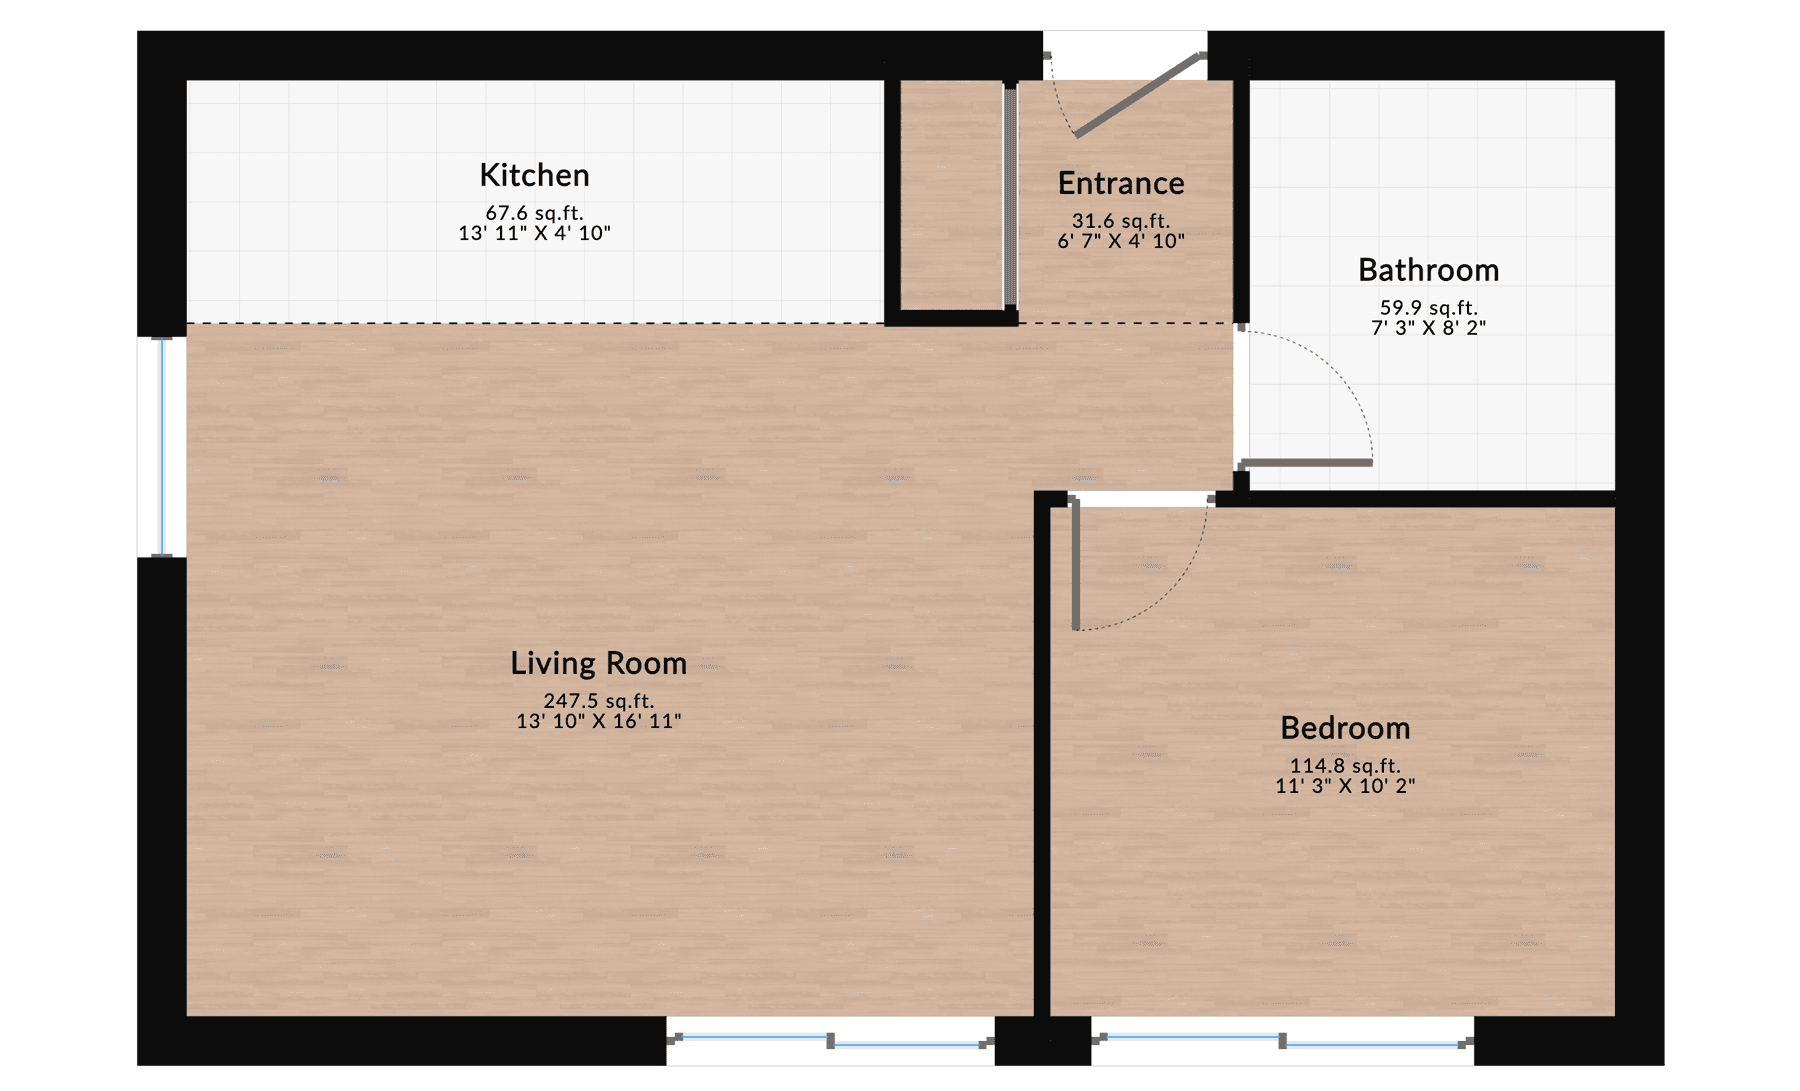 Kitchen
67.6 sq.ft.
13' 11" X 4' 10"
Entrance
31.6 sq.ft.
6' 7" X 4' 10"
Bathroom
59.9 sq.ft.
7' 3" X 8' 2"
Living Room
247.5 sq.ft.
13' 10" X 16' 11"
Bedroom
114.8 sq.ft.
11' 3" X 10' 2"